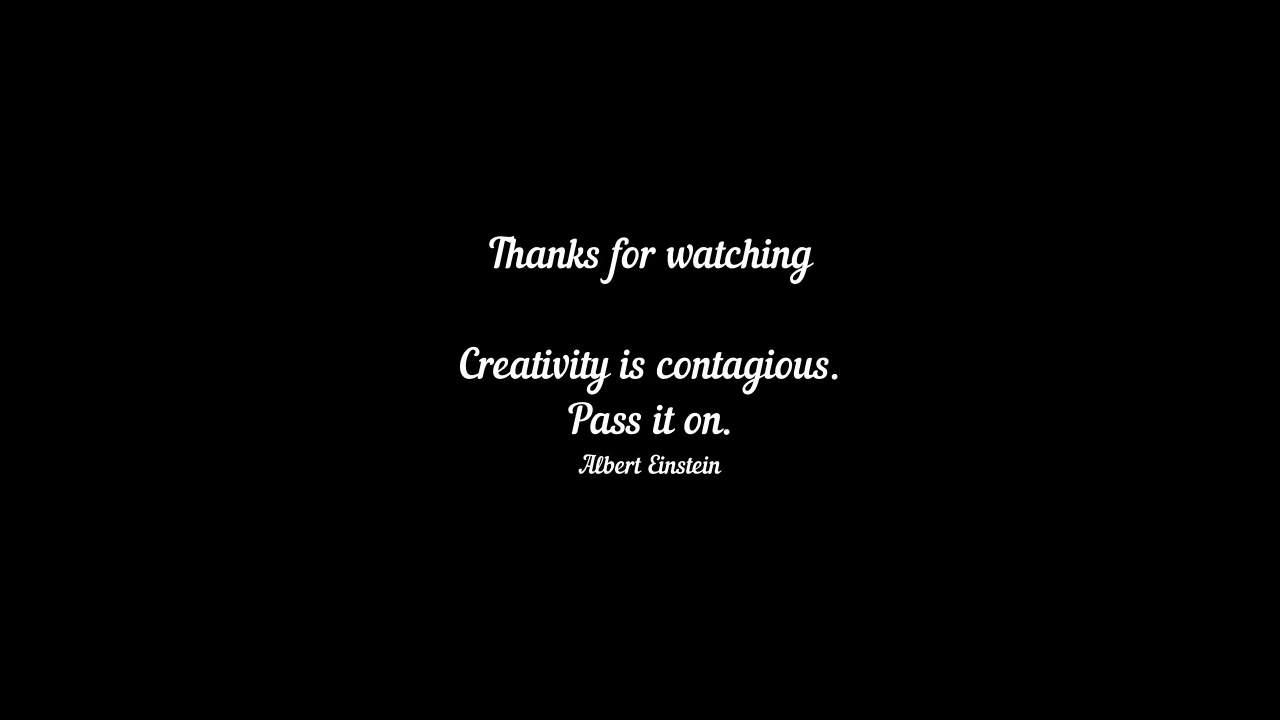 Thanks for watching
Creativity is contagious.
Pass it on.
Albert Einstein